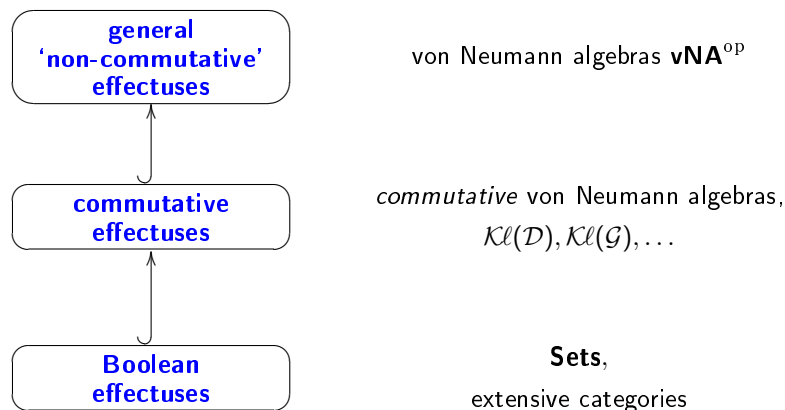 general
‘non-commutative’
effectuses
von Neumann algebras vNA^op
commutative
effectuses
commutative von Neumann algebras,
𝒦ℓ(𝒟), 𝒦ℓ(𝒢), . . .
Boolean
effectuses
Sets,
extensive categories